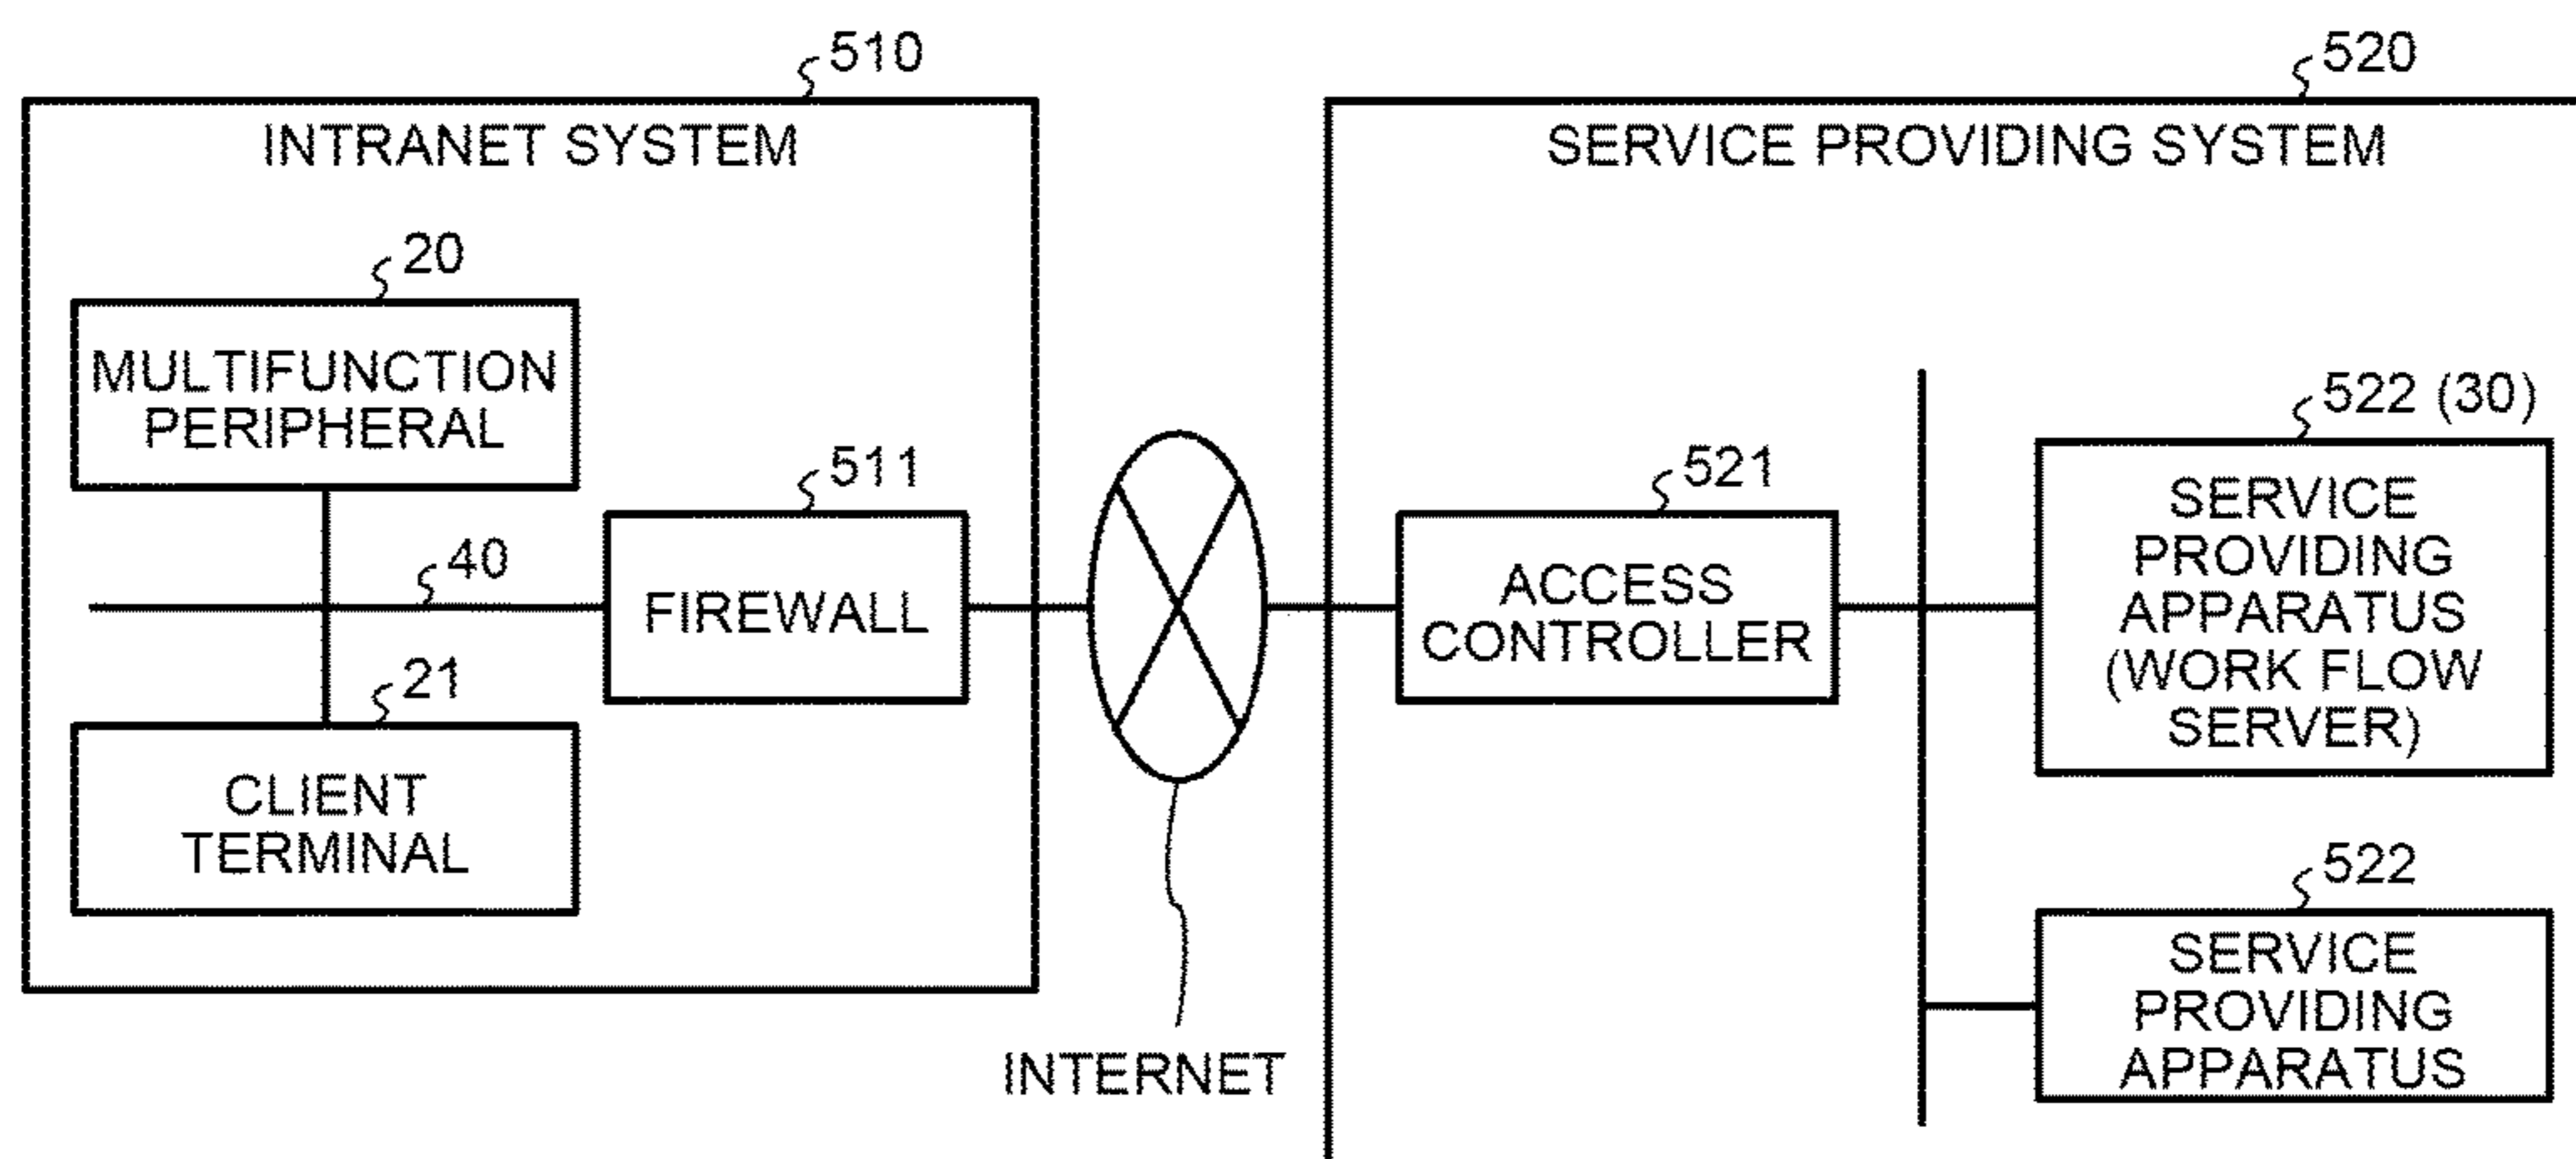 510
INTRANET SYSTEM
20
MULTIFUNCTION
PERIPHERAL
511
40
FIREWALL
21
CLIENT
TERMINAL
INTERNET
520
SERVICE PROVIDING SYSTEM
521
ACCESS
CONTROLLER
522 (30)
SERVICE
PROVIDING
APPARATUS
(WORK FLOW
SERVER)
522
SERVICE
PROVIDING
APPARATUS